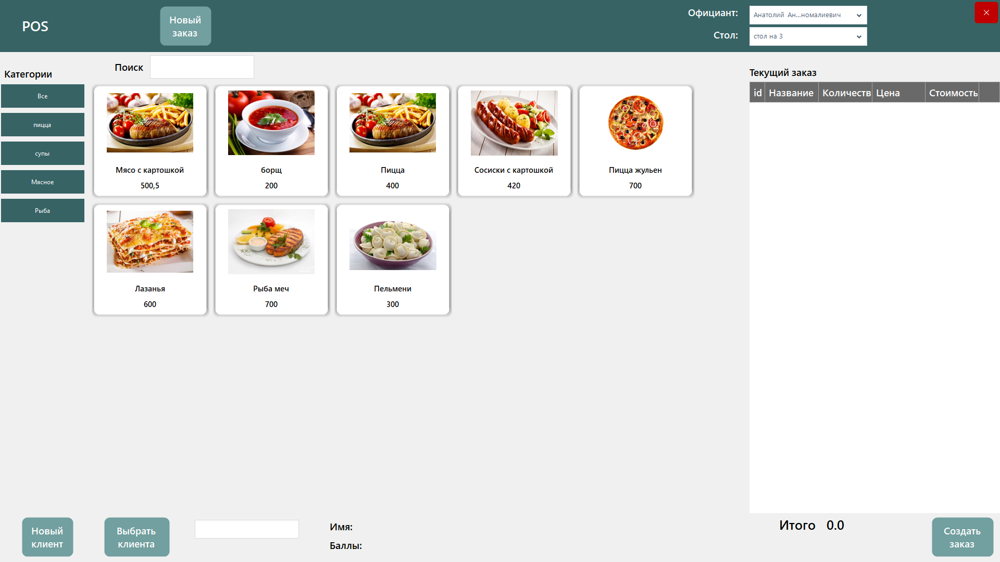 POS
Новый
заказ
Официант:
Анатолий Ан...номалиевич
Стол:
стол на 3
Категории
Все
пицца
супы
Мясное
Рыба
Поиск
Мясо с картошкой
500,5
борщ
200
Пицца
400
Сосиски с картошкой
420
Пицца жульен
700
Лазанья
600
Рыба меч
700
Пельмени
300
Текущий заказ
id Название Количеств Цена Стоимость
Новый
клиент
Выбрать
клиента
Имя:
Баллы:
Итого 0.0
Создать
заказ